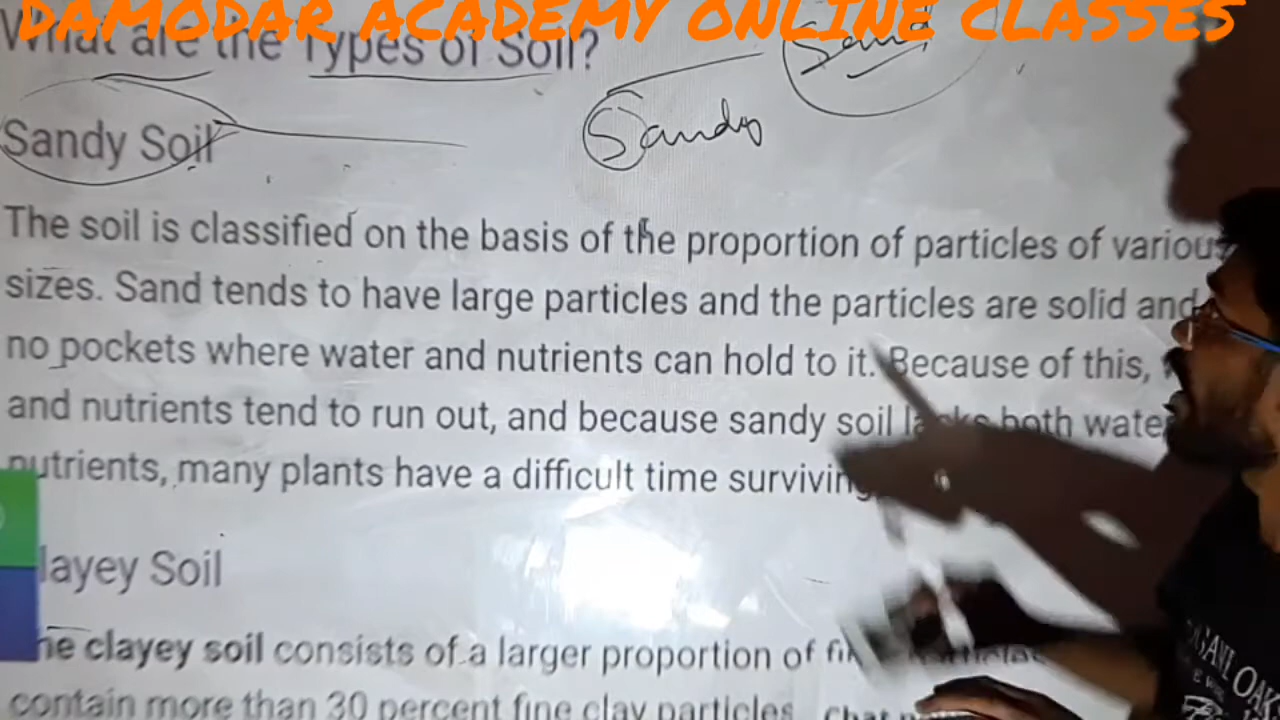 DAMODAR ACADEMY ONLINE CLASSES
What are the Types of Soil?
Sand
Sandy Soil
Sandy
The soil is classified on the basis of the proportion of particles of various
sizes. Sand tends to have large particles and the particles are solid and
no pockets where water and nutrients can hold to it. Because of this,
and nutrients tend to run out, and because sandy soil lacks both water
nutrients, many plants have a difficult time surviving
layey Soil
he clayey soil consists of a larger proportion of
contain more than 30 percent fine clay particles.